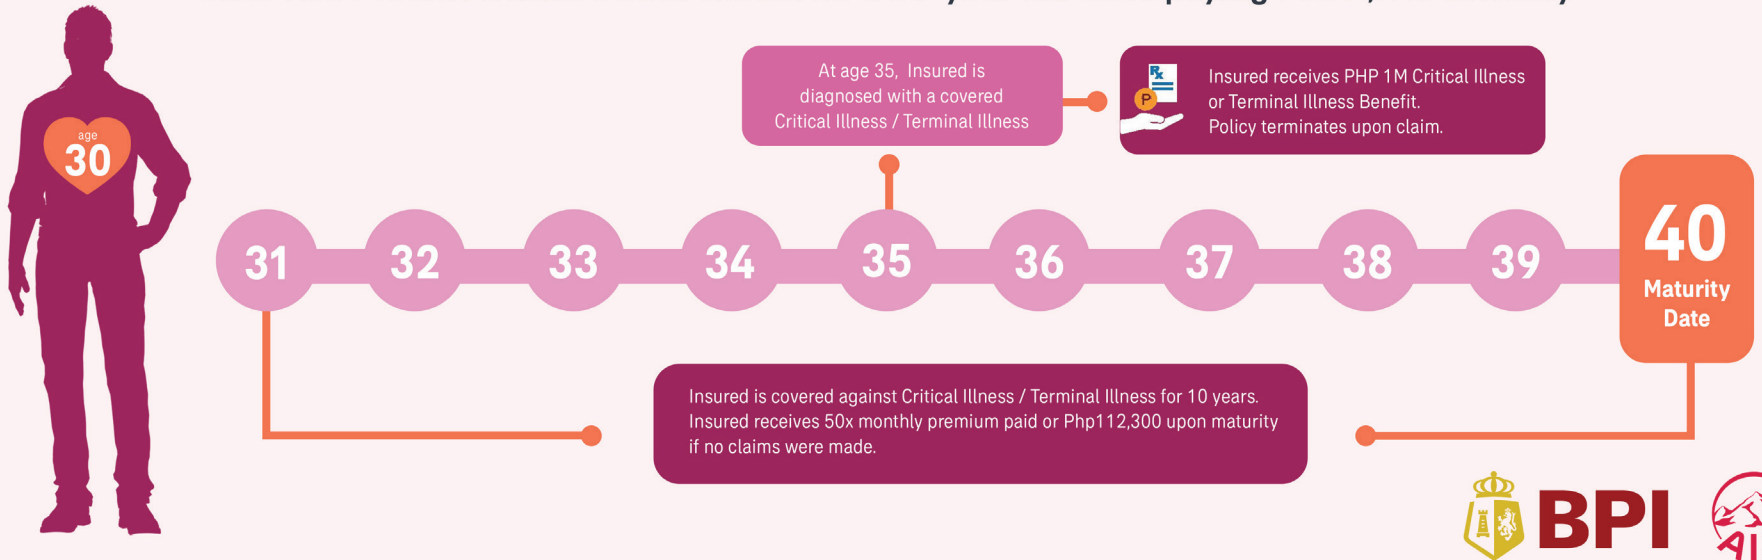 At age 35, Insured is
diagnosed with a covered
Critical Illness / Terminal Illness
Insured receives PHP 1M Critical Illness
or Terminal Illness Benefit.
Policy terminates upon claim.
age
30
31 32 33 34 35 36 37 38 39
40
Maturity
Date
Insured is covered against Critical Illness / Terminal Illness for 10 years.
Insured receives 50x monthly premium paid or Php112,300 upon maturity
if no claims were made.
BPI